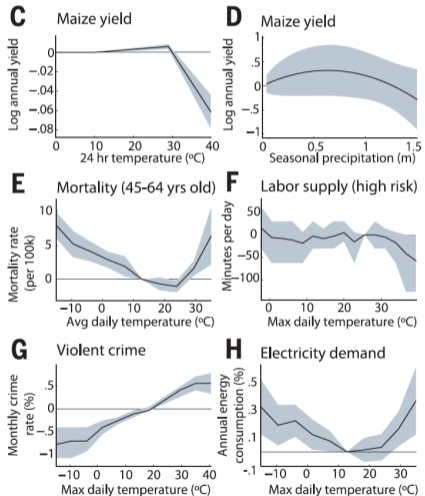 C Maize yield
Log annual yield
0
-.02
-.04
-.06
-.08
0 10 20 30 40
24 hr temperature (ºC)
D Maize yield
Log annual yield
1
.5
0
-.5
-1
0 0.5 1 1.5
Seasonal precipitation (m)
E Mortality (45-64 yrs old)
Mortality rate
(per 100k)
10
5
0
-10 0 10 20 30
Avg daily temperature (ºC)
F Labor supply (high risk)
Minutes per day
50
0
-50
-100
0 10 20 30
Max daily temperature (ºC)
G Violent crime
Monthly crime
rate (%)
.5
0
-.5
-1
-10 0 10 20 30 40
Max daily temperature (ºC)
H Electricity demand
Annual energy
consumption (%)
.5
.3
.1
-.1
-10 0 10 20 30
Max daily temperature (ºC)